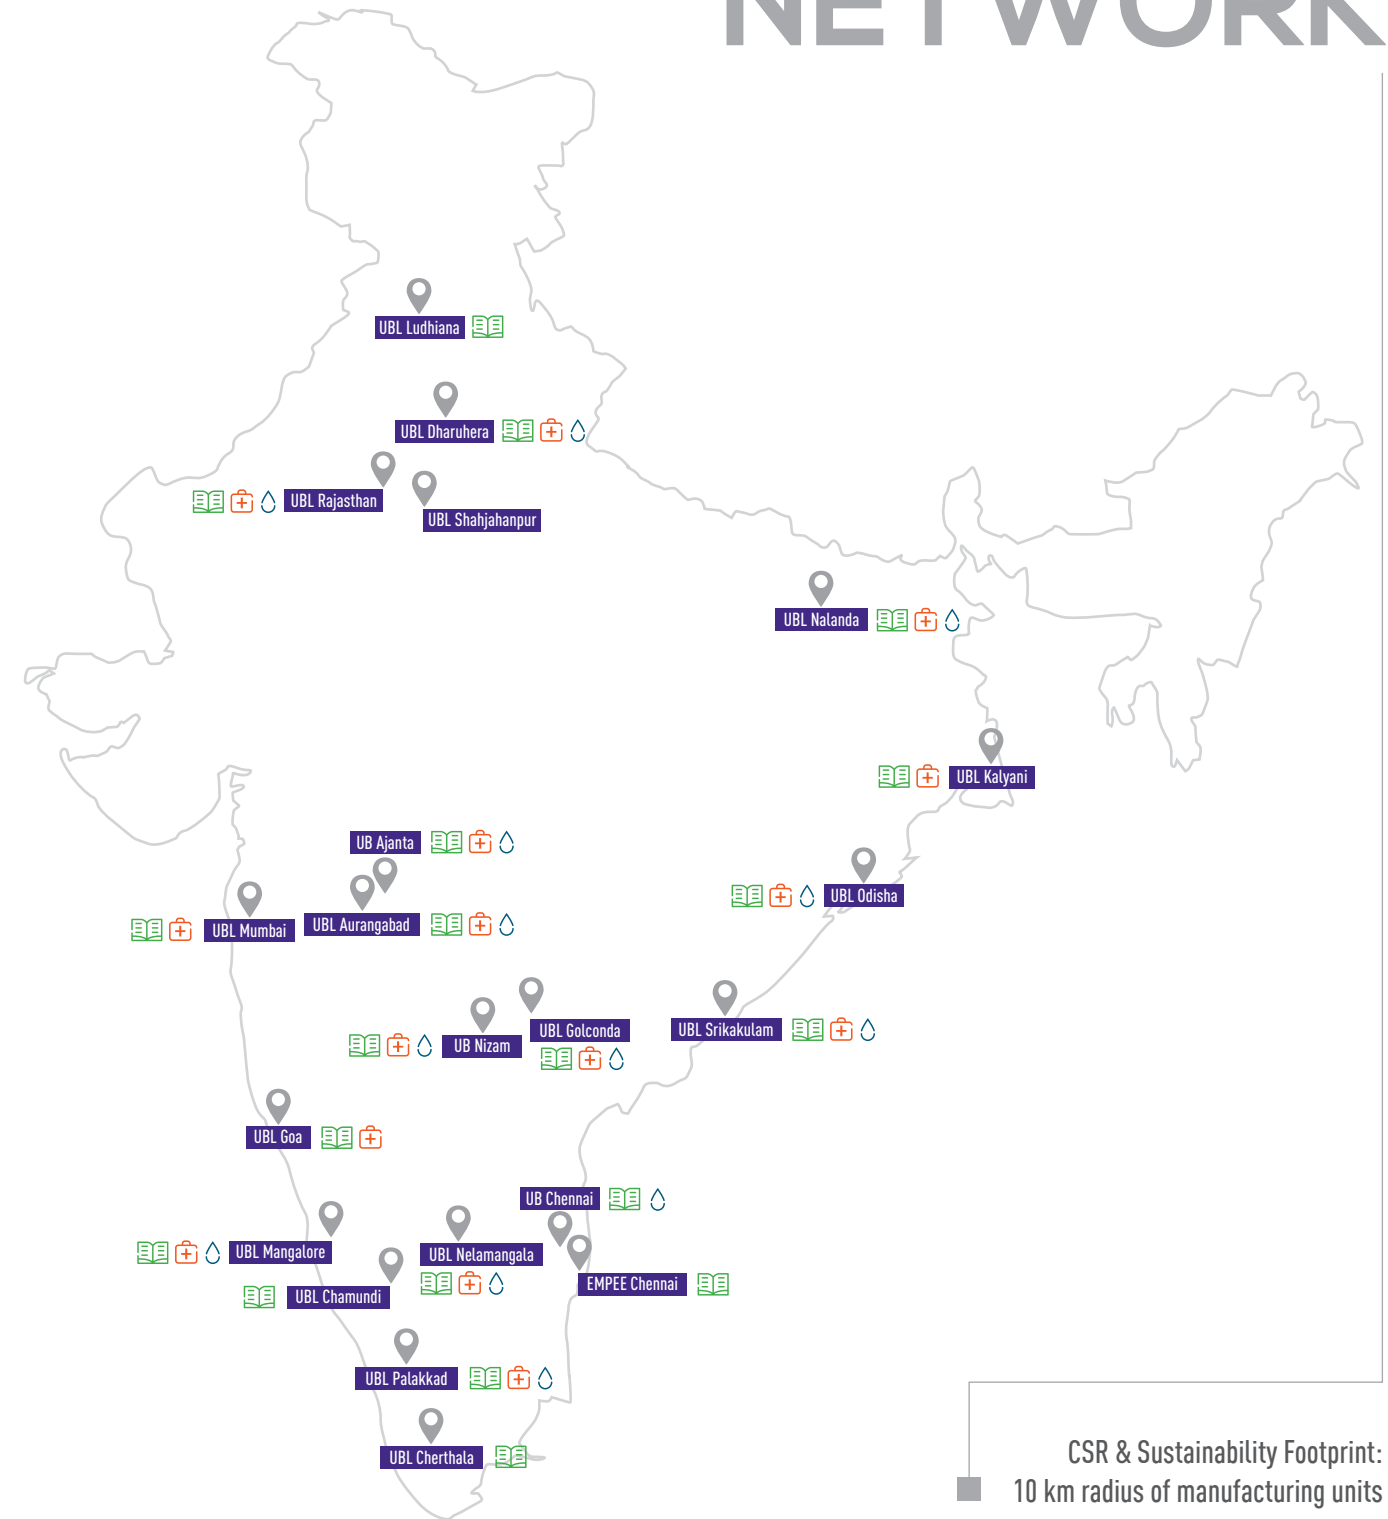 NETWORK
UBL Ludhiana
UBL Dharuhera
UBL Rajasthan
UBL Shahjahanpur
UBL Nalanda
UBL Kalyani
UB Ajanta
UBL Odisha
UBL Mumbai
UBL Aurangabad
UBL Golconda
UBL Srikakulam
UB Nizam
UBL Goa
UB Chennai
UBL Mangalore
UBL Nelamangala
EMPEE Chennai
UBL Chamundi
UBL Palakkad
UBL Cherthala
CSR & Sustainability Footprint:
10 km radius of manufacturing units